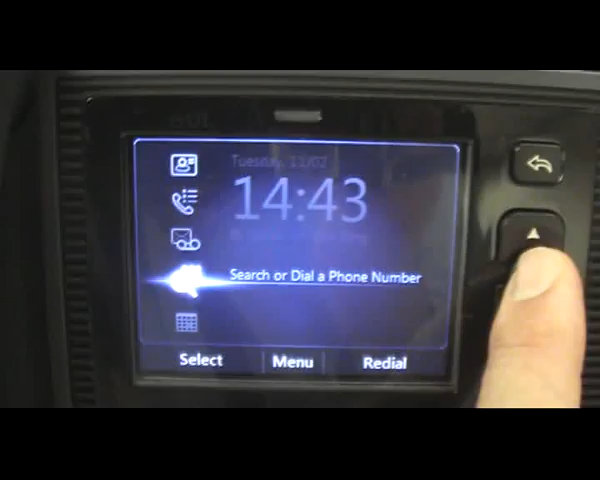 Tuesday, 11/02
14:43
Search or Dial a Phone Number
Select Menu Redial